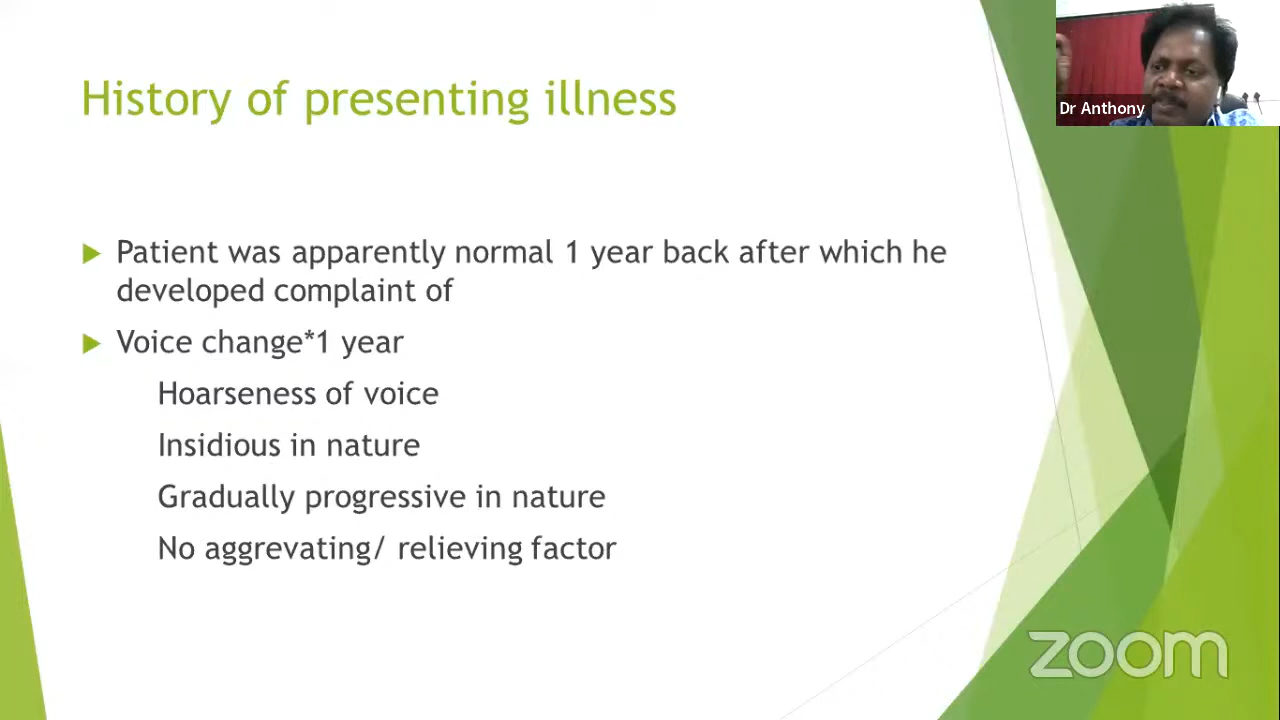 History of presenting illness
Dr Anthony
Patient was apparently normal 1 year back after which he
developed complaint of
Voice change*1 year
Hoarseness of voice
Insidious in nature
Gradually progressive in nature
No aggrevating/ relieving factor
zoom